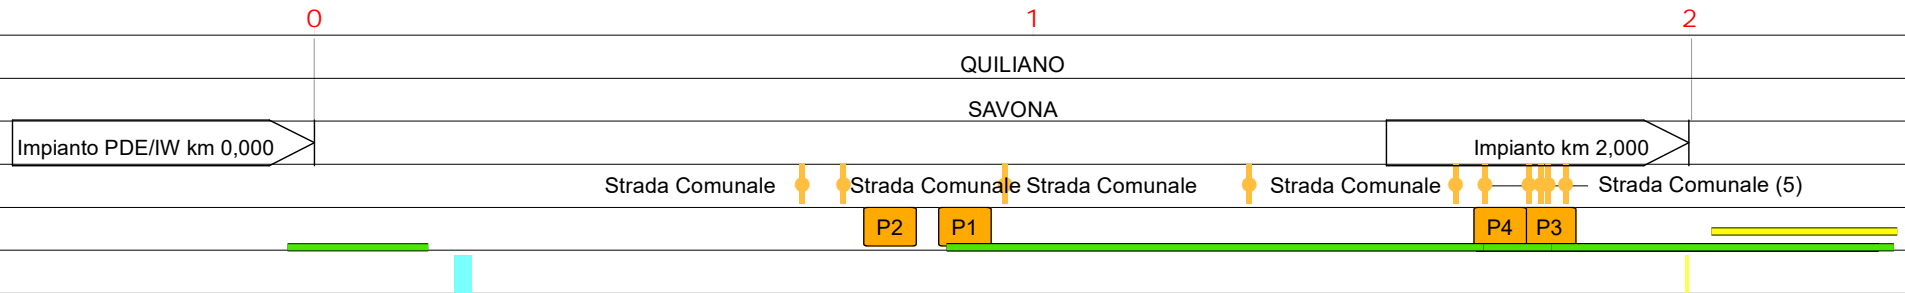 0 1 2
QUILIANO
SAVONA
Impianto PDE/IW km 0,000 Impianto km 2,000
Strada Comunale Strada Comunale Strada Comunale Strada Comunale Strada Comunale (5)
P2 P1 P4 P3